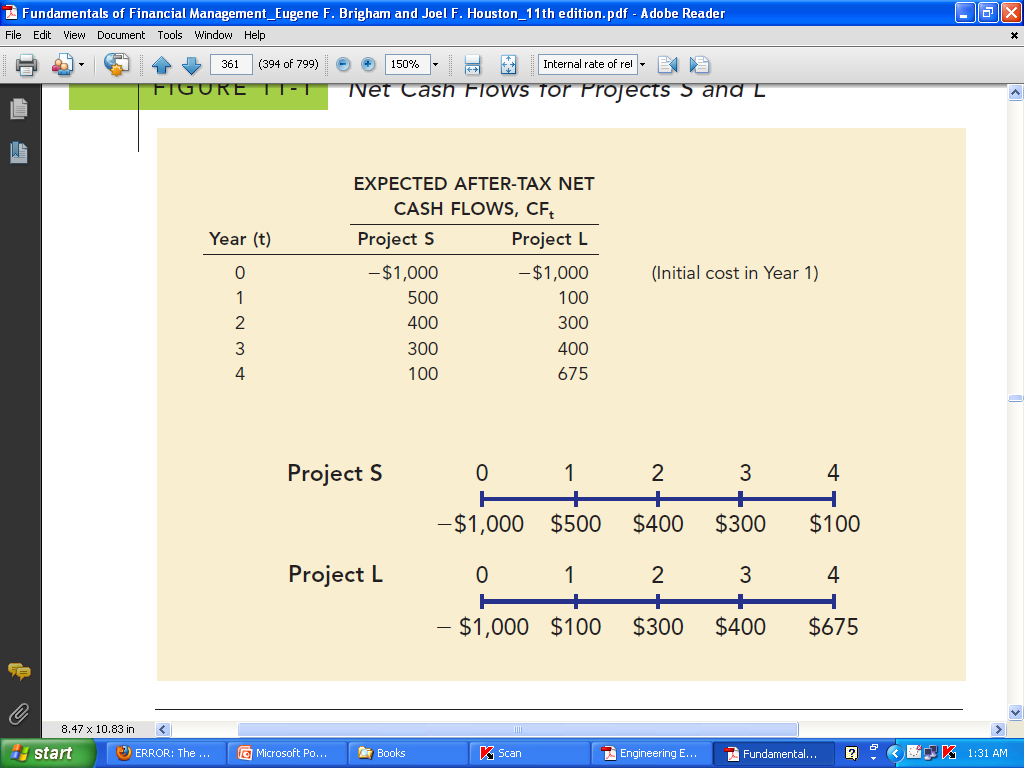 Fundamentals of Financial Management_Eugene F. Brigham and Joel F. Houston_11th edition.pdf - Adobe Reader
File Edit View Document Tools Window Help
361 (394 of 799) 150% Internal rate of rel
FIGURE 11-1 Net Cash Flows for Projects S and L
EXPECTED AFTER-TAX NET
CASH FLOWS, CFt
Year (t) Project S Project L
0 −$1,000 −$1,000 (Initial cost in Year 1)
1 500 100
2 400 300
3 300 400
4 100 675
Project S 0 1 2 3 4
−$1,000 $500 $400 $300 $100
Project L 0 1 2 3 4
− $1,000 $100 $300 $400 $675
8.47 x 10.83 in
start ERROR: The ... Microsoft Po... Books Scan Engineering E... Fundamental... 1:31 AM